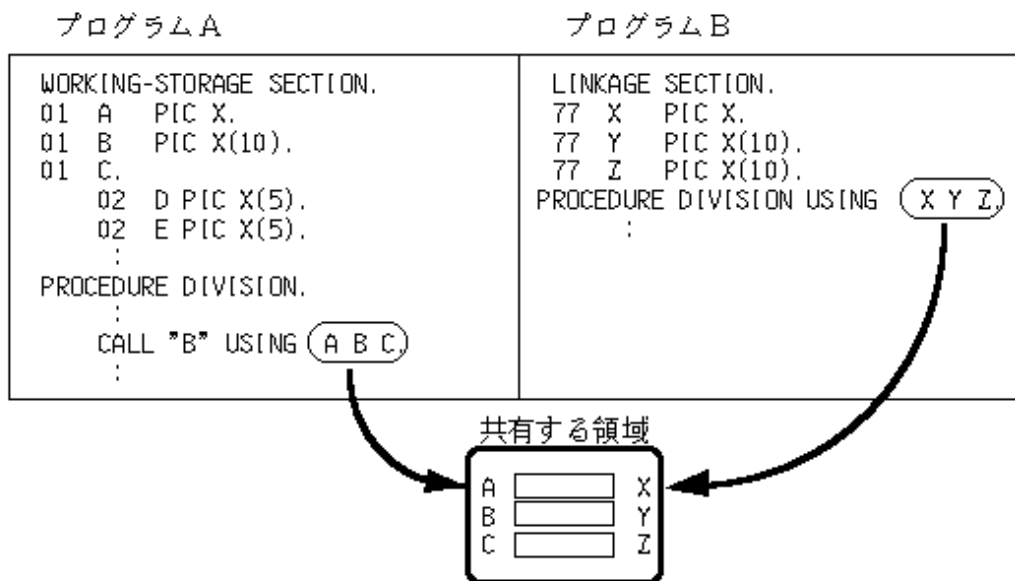 プログラムA
WORKING-STORAGE SECTION.
01 A PIC X.
01 B PIC X(10).
01 C.
02 D PIC X(5).
02 E PIC X(5).
:
PROCEDURE DIVISION.
:
CALL "B" USING A B C.
:
プログラムB
LINKAGE SECTION.
77 X PIC X.
77 Y PIC X(10).
77 Z PIC X(10).
PROCEDURE DIVISION USING X Y Z.
:
共有する領域
A X
B Y
C Z